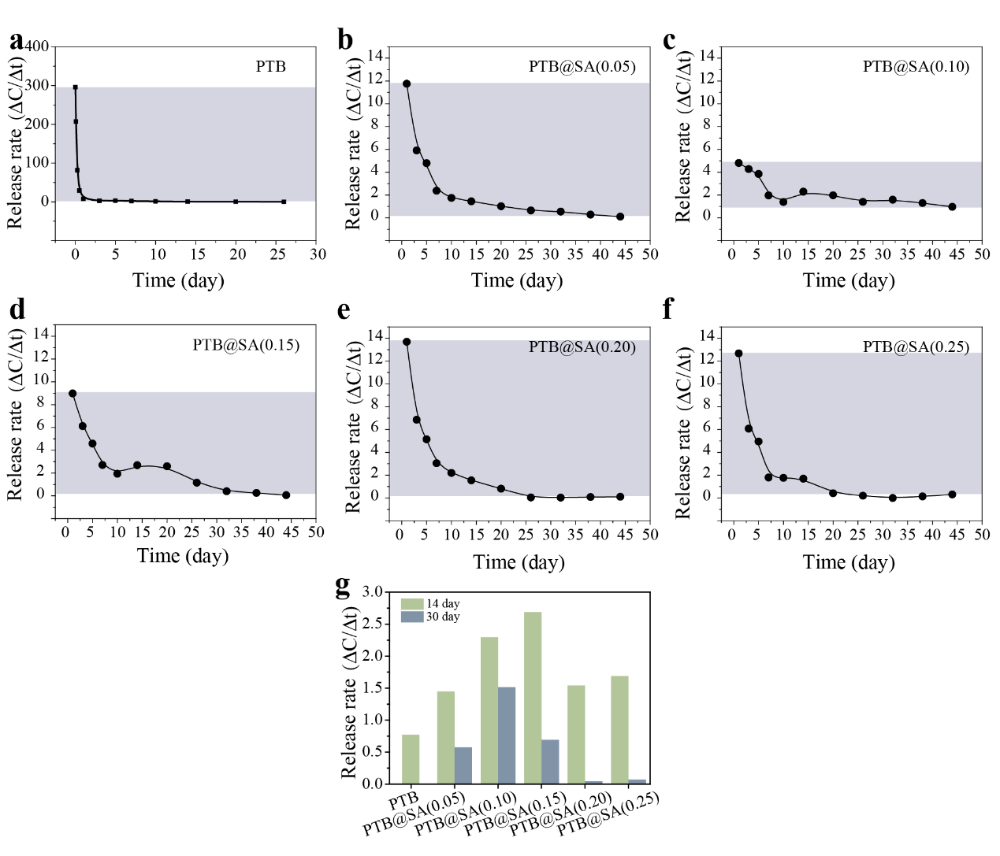 a
400
300
200
100
0
Release rate (ΔC/Δt)
PTB
0 5 10 15 20 25 30
Time (day)
b
14
12
10
8
6
4
2
0
Release rate (ΔC/Δt)
PTB@SA(0.05)
0 5 10 15 20 25 30 35 40 45 50
Time (day)
c
14
12
10
8
6
4
2
0
Release rate (ΔC/Δt)
PTB@SA(0.10)
0 5 10 15 20 25 30 35 40 45 50
Time (day)
d
14
12
10
8
6
4
2
0
Release rate (ΔC/Δt)
PTB@SA(0.15)
0 5 10 15 20 25 30 35 40 45 50
Time (day)
e
14
12
10
8
6
4
2
0
Release rate (ΔC/Δt)
PTB@SA(0.20)
0 5 10 15 20 25 30 35 40 45 50
Time (day)
f
14
12
10
8
6
4
2
0
Release rate (ΔC/Δt)
PTB@SA(0.25)
0 5 10 15 20 25 30 35 40 45 50
Time (day)
g
3.0
2.5
2.0
1.5
1.0
0.5
0.0
Release rate (ΔC/Δt)
14 day
30 day
PTB
PTB@SA(0.05)
PTB@SA(0.10)
PTB@SA(0.15)
PTB@SA(0.20)
PTB@SA(0.25)